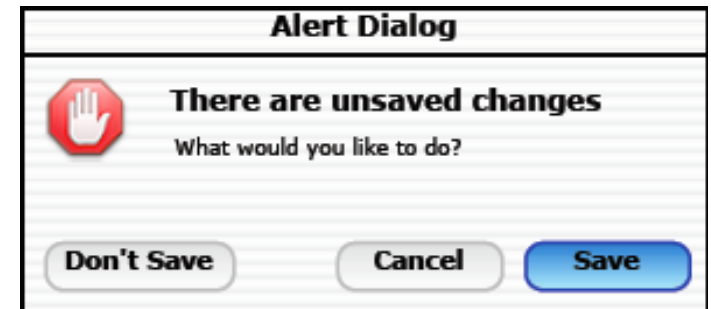 Alert Dialog
There are unsaved changes
What would you like to do?
Don't Save Cancel Save